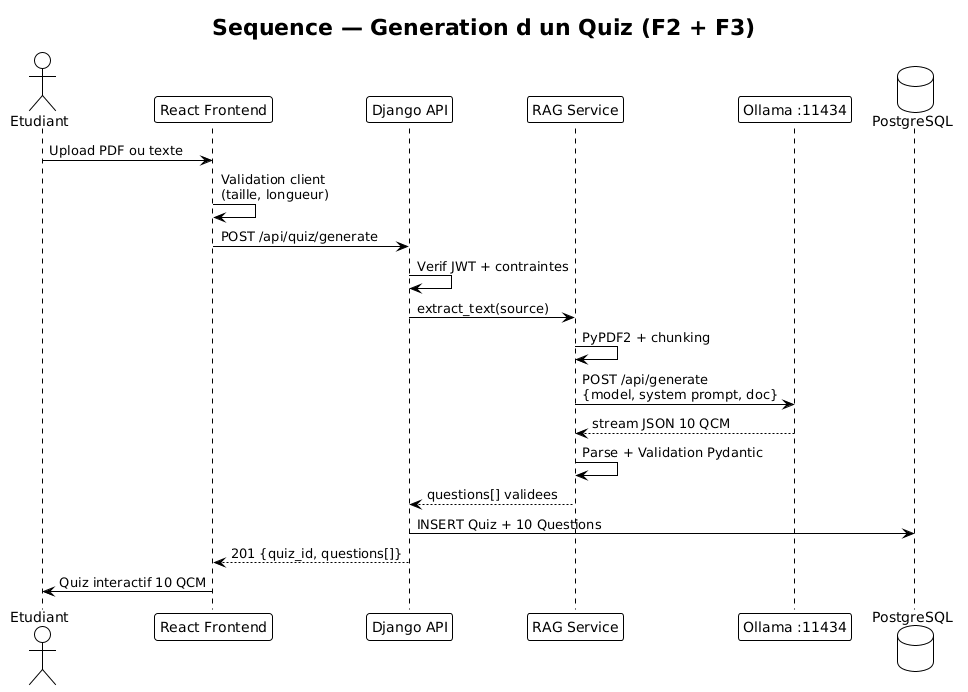 Sequence — Generation d un Quiz (F2 + F3)
Etudiant
React Frontend
Django API
RAG Service
Ollama :11434
PostgreSQL
Upload PDF ou texte
Validation client
(taille, longueur)
POST /api/quiz/generate
Verif JWT + contraintes
extract_text(source)
PyPDF2 + chunking
POST /api/generate
{model, system prompt, doc}
stream JSON 10 QCM
Parse + Validation Pydantic
questions[] validees
INSERT Quiz + 10 Questions
201 {quiz_id, questions[]}
Quiz interactif 10 QCM
Etudiant
React Frontend
Django API
RAG Service
Ollama :11434
PostgreSQL